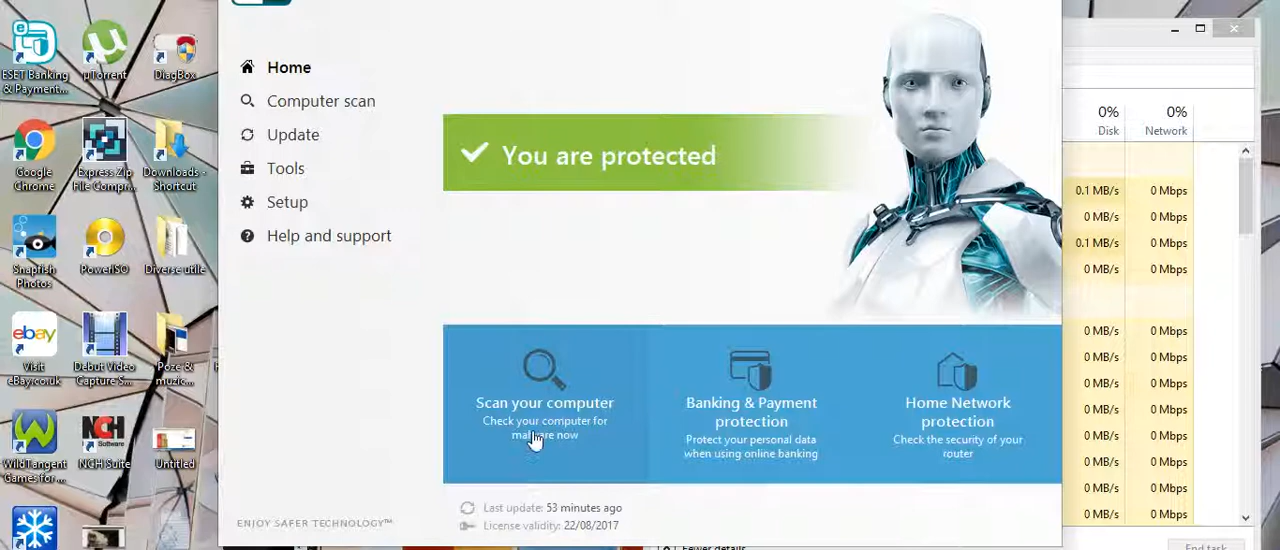 ESET Banking
& Paymen...
µTorrent
DiagBox
Google
Chrome
Express Zip
File Compr...
Downloads -
Shortcut
Snapfish
Photos
PowerISO
Diverse utile
ebay
Visit
eBay.co.uk
Debut Video
Capture S...
Poze &
muzic...
WildTangent
Games for...
NCH
NCH Suite
Untitled
Home
Computer scan
Update
Tools
Setup
Help and support
ENJOY SAFER TECHNOLOGY™
You are protected
Scan your computer
Check your computer for
malware now
Banking & Payment
protection
Protect your personal data
when using online banking
Home Network
protection
Check the security of your
router
Last update: 53 minutes ago
License validity: 22/08/2017
0% 0%
Disk Network
0.1 MB/s 0 Mbps
0 MB/s 0 Mbps
0.1 MB/s 0 Mbps
0 MB/s 0 Mbps
0 MB/s 0 Mbps
0 MB/s 0 Mbps
0 MB/s 0 Mbps
0 MB/s 0 Mbps
0 MB/s 0 Mbps
0 MB/s 0 Mbps
0 MB/s 0 Mbps
0 MB/s 0 Mbps
Fewer details
End task